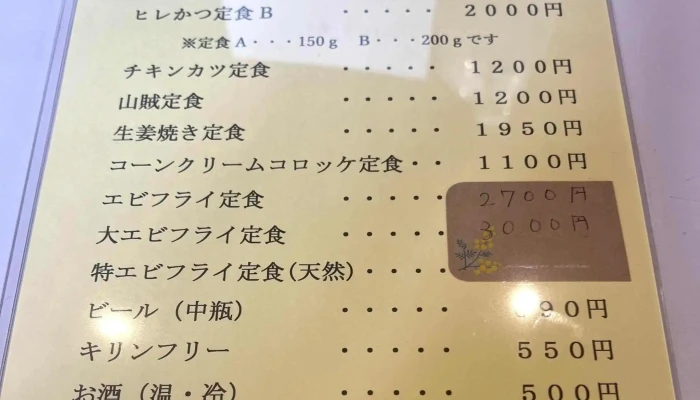 ヒレかつ定食B ・・・・・ 2000円
※定食A・・・150g B・・・200gです
チキンカツ定食 ・・・・・ 1200円
山賊定食 ・・・・・ 1200円
生姜焼き定食 ・・・・・ 1950円
コーンクリームコロッケ定食・・ 1100円
エビフライ定食 ・・・・・ 2700円
大エビフライ定食 ・・・・・ 3000円
特エビフライ定食(天然)・・・・
ビール(中瓶) ・・・・・
キリンフリー ・・・・・ 550円
お酒(温・冷) ・・・・・ 500円